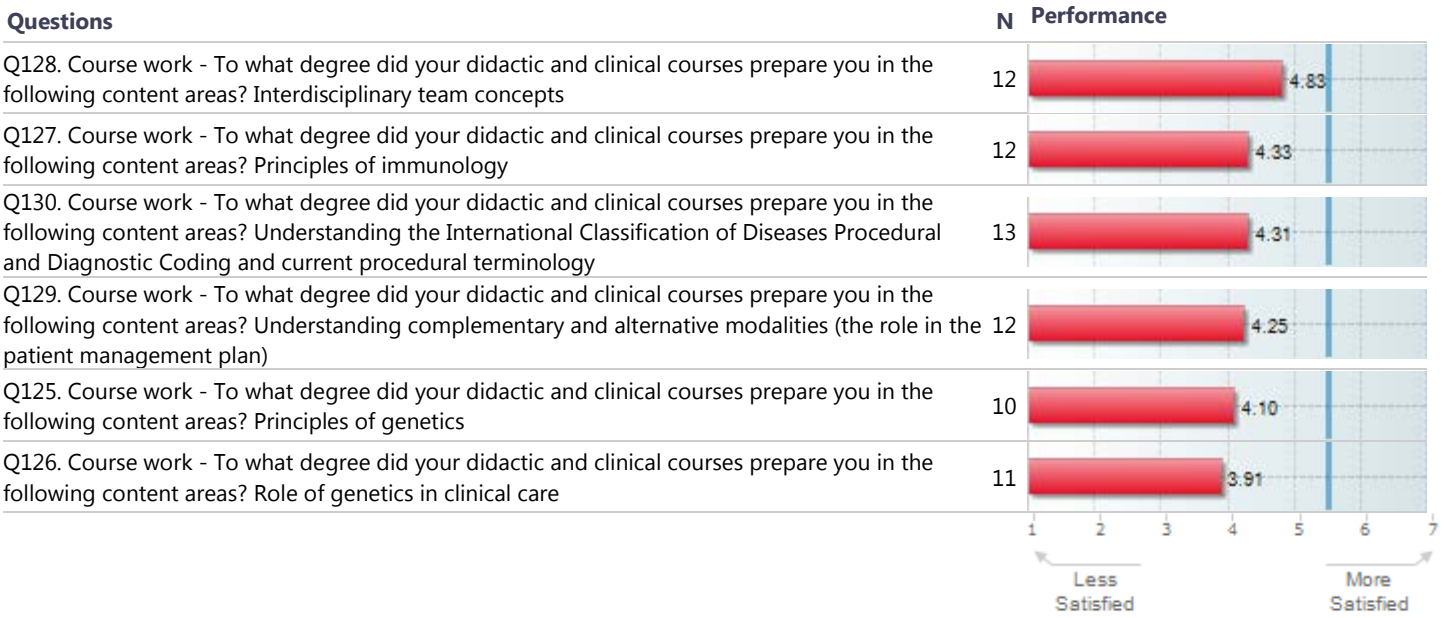 Questions N Performance
Q128. Course work - To what degree did your didactic and clinical courses prepare you in the
following content areas? Interdisciplinary team concepts
12
4.83
Q127. Course work - To what degree did your didactic and clinical courses prepare you in the
following content areas? Principles of immunology
12
4.33
Q130. Course work - To what degree did your didactic and clinical courses prepare you in the
following content areas? Understanding the International Classification of Diseases Procedural
and Diagnostic Coding and current procedural terminology
13
4.31
Q129. Course work - To what degree did your didactic and clinical courses prepare you in the
following content areas? Understanding complementary and alternative modalities (the role in the
patient management plan)
12
4.25
Q125. Course work - To what degree did your didactic and clinical courses prepare you in the
following content areas? Principles of genetics
10
4.10
Q126. Course work - To what degree did your didactic and clinical courses prepare you in the
following content areas? Role of genetics in clinical care
11
3.91
1 2 3 4 5 6 7
Less
Satisfied
More
Satisfied